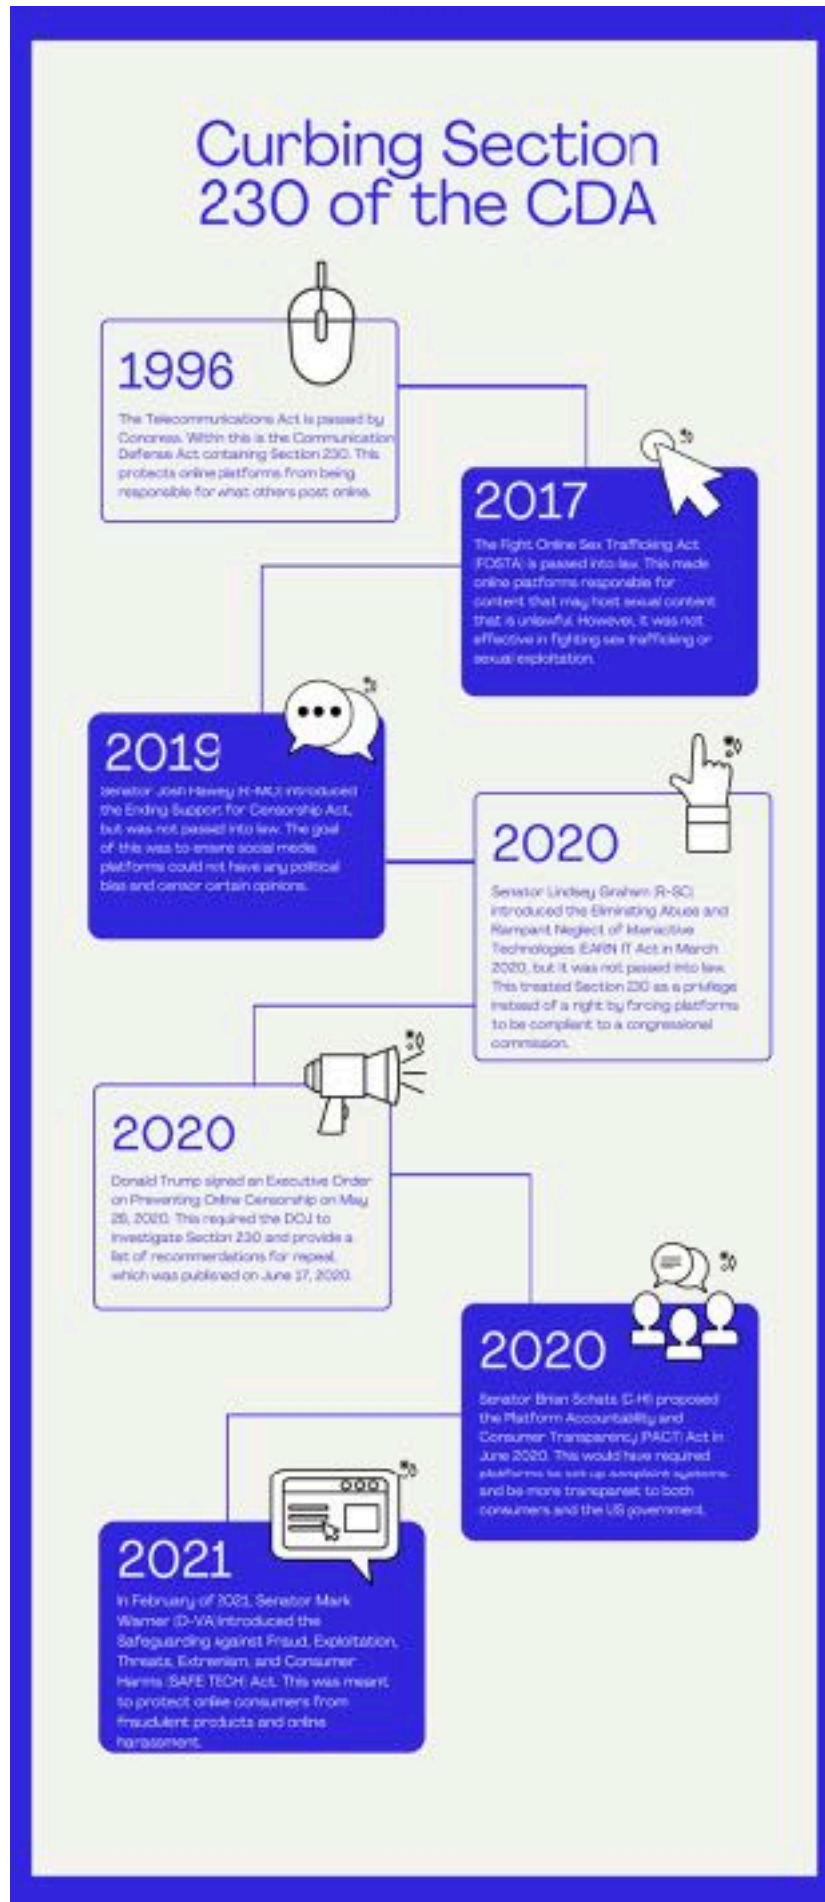 Curbing Section
230 of the CDA
1996
The Telecommunications Act is passed by
Congress. Within this is the Communication
Defense Act containing Section 230. This
protects online platforms from being
responsible for what others post online.
2017
The Fight Online Sex Trafficking Act
(FOSTA) is passed into law. This made
online platforms responsible for
content that may host sexual content
that is unlawful. However, it was not
effective in fighting sex trafficking or
sexual exploitation.
2019
Senator Josh Hawley (R-MO) introduced
the Ending Support for Censorship Act,
but was not passed into law. The goal
of this was to ensure social media
platforms could not have any political
bias and censor certain opinions.
2020
Senator Lindsey Graham (R-SC)
introduced the Eliminating Abuse and
Rampant Neglect of Interactive
Technologies (EARN IT Act in March
2020, but it was not passed into law.
This treated Section 230 as a privilege
instead of a right by forcing platforms
to be compliant to a congressional
commission.
2020
Donald Trump signed an Executive Order
on Preventing Online Censorship on May
28, 2020. This required the DOJ to
investigate Section 230 and provide a
list of recommendations for repeal,
which was published on June 17, 2020.
2020
Senator Brian Schatz (D-HI) proposed
the Platform Accountability and
Consumer Transparency (PACT) Act in
June 2020. This would have required
platforms to set up complaint systems
and be more transparent to both
consumers and the US government.
2021
In February of 2021, Senator Mark
Warner (D-VA) introduced the
Safeguarding against Fraud, Exploitation,
Threats, Extremism, and Consumer
Harms (SAFE TECH) Act. This was meant
to protect online consumers from
fraudulent products and online
harassment.